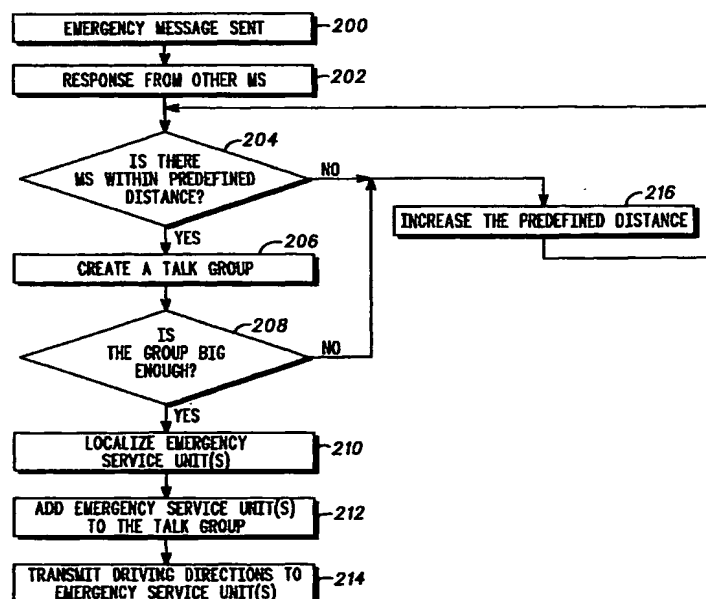 EMERGENCY MESSAGE SENT
200
RESPONSE FROM OTHER MS
202
204
IS THERE
MS WITHIN PREDEFINED
DISTANCE?
NO
216
INCREASE THE PREDEFINED DISTANCE
YES
206
CREATE A TALK GROUP
208
IS
THE GROUP BIG
ENOUGH?
NO
YES
LOCALIZE EMERGENCY
SERVICE UNIT(S)
210
ADD EMERGENCY SERVICE UNIT(S)
TO THE TALK GROUP
212
TRANSMIT DRIVING DIRECTIONS TO
EMERGENCY SERVICE UNIT(S)
214